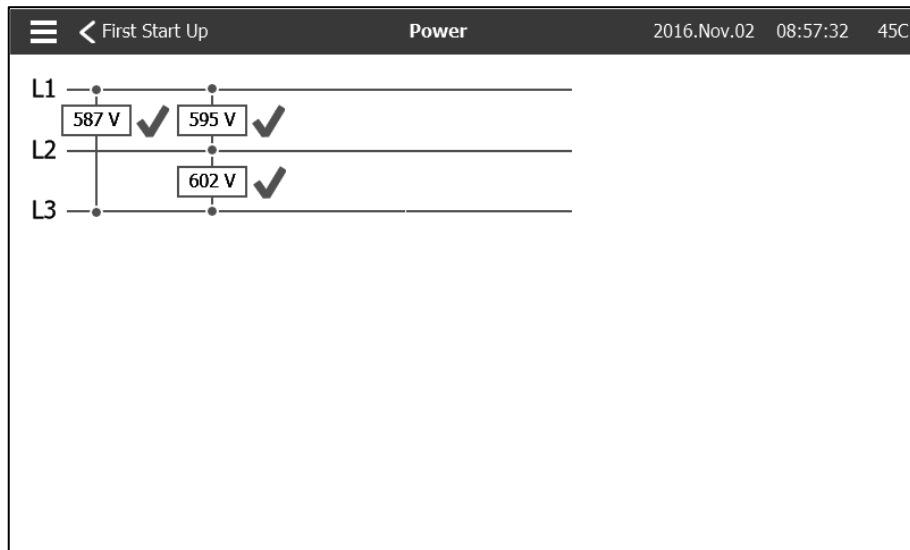 First Start Up Power 2016.Nov.02 08:57:32 45C
L1
587 V 595 V
L2
602 V
L3